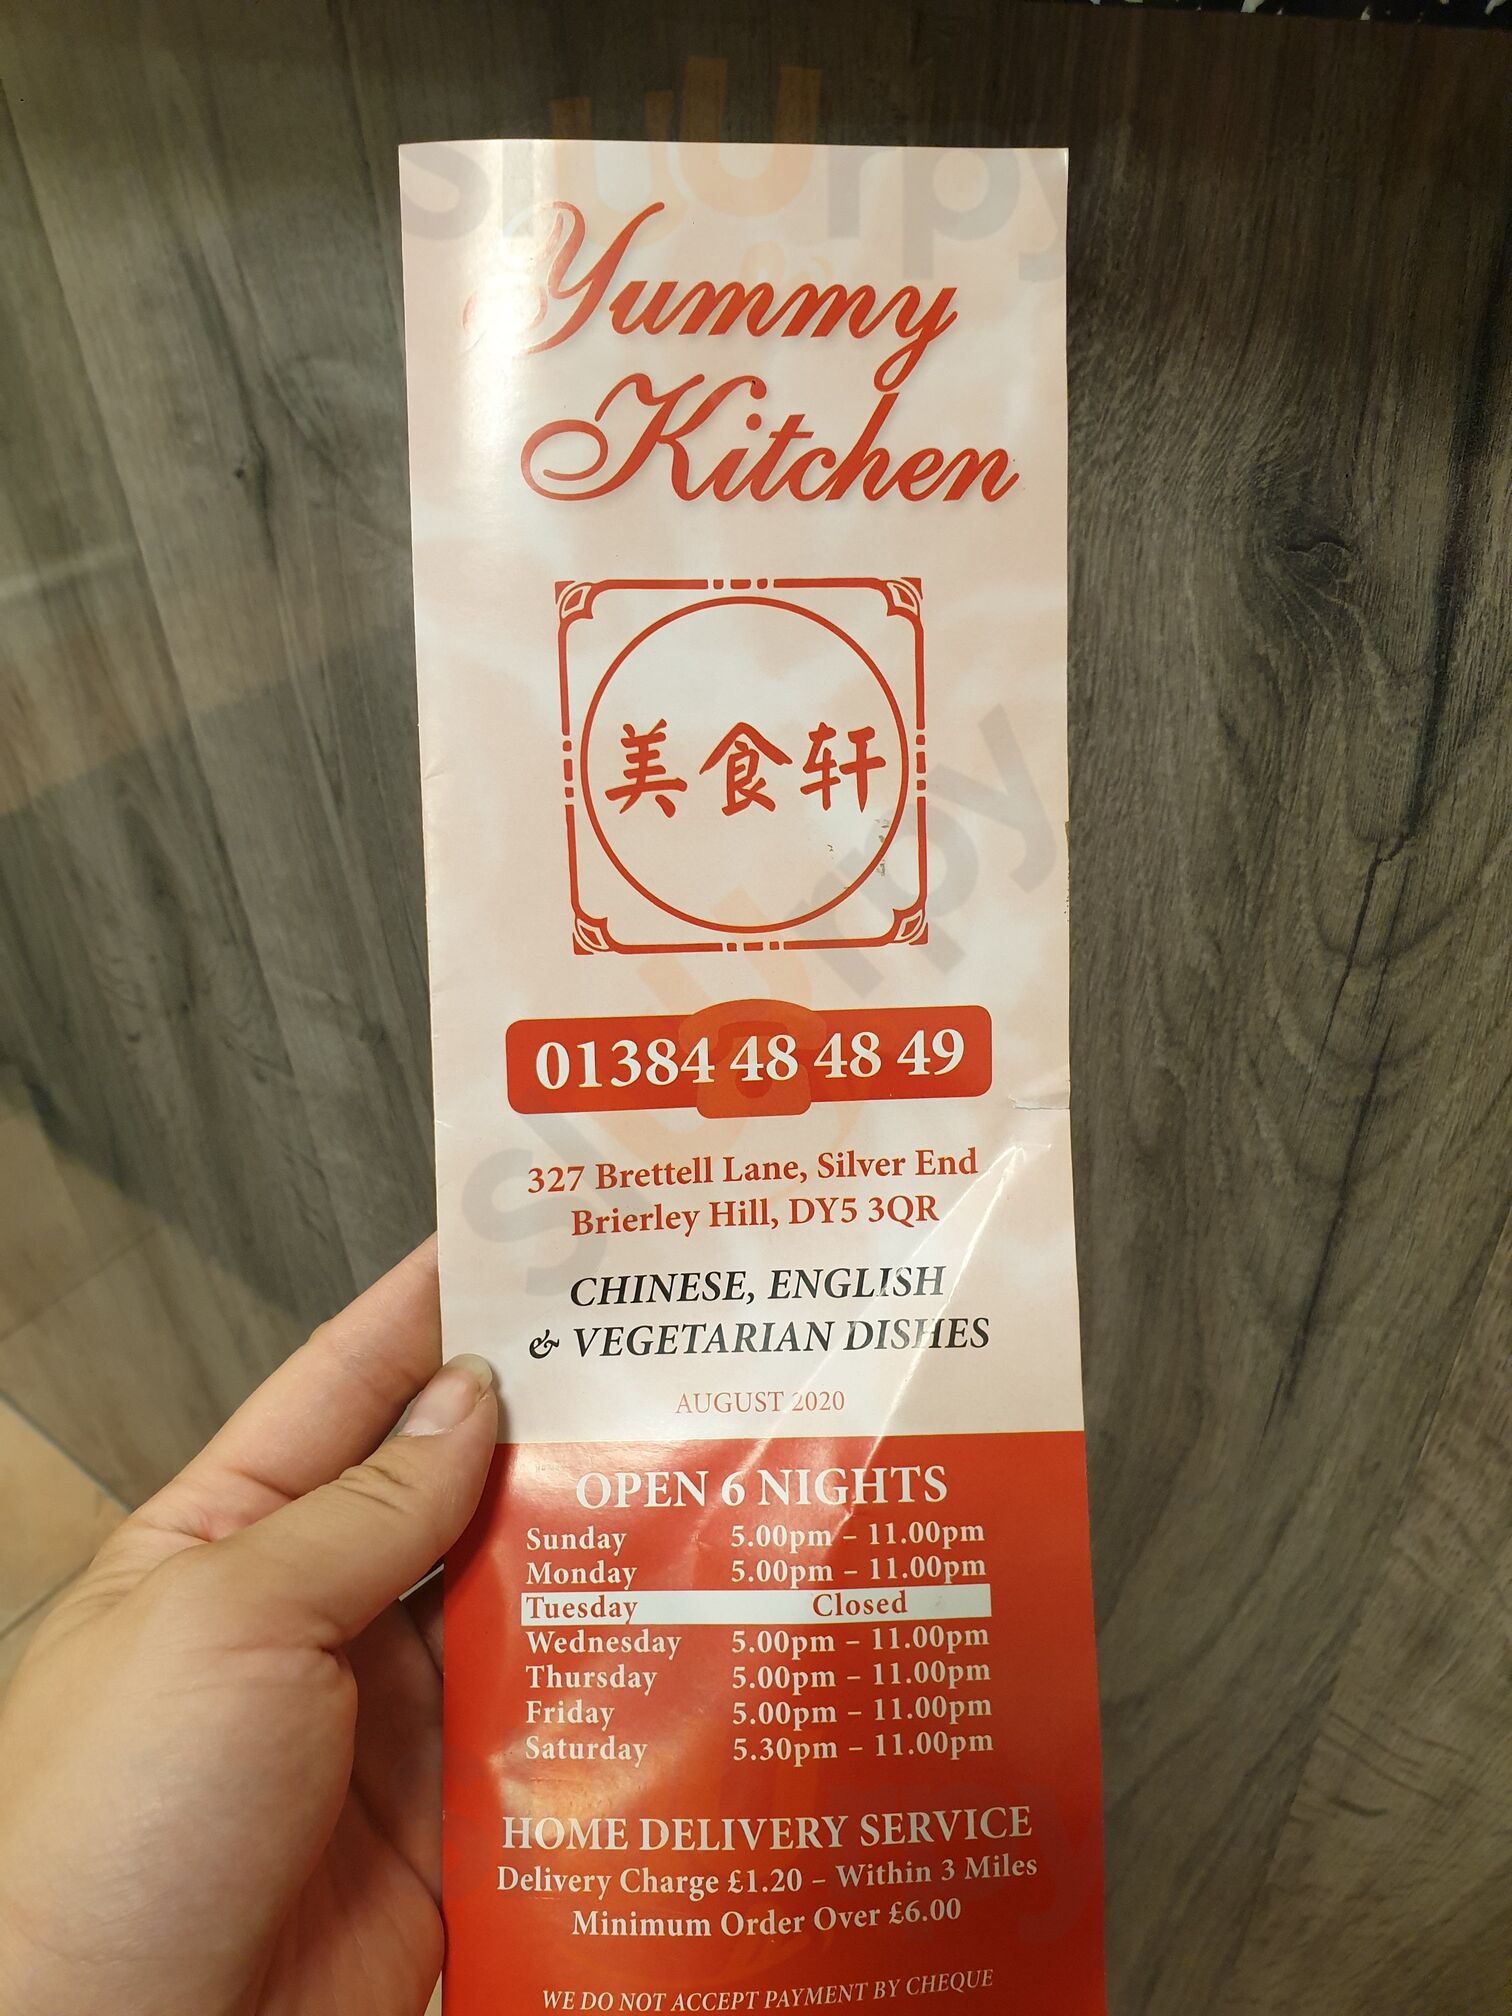 Yummy
Kitchen
美食轩
01384 48 48 49
327 Brettell Lane, Silver End
Brierley Hill, DY5 3QR
CHINESE, ENGLISH
& VEGETARIAN DISHES
AUGUST 2020
OPEN 6 NIGHTS
Sunday 5.00pm – 11.00pm
Monday 5.00pm – 11.00pm
Tuesday Closed
Wednesday 5.00pm – 11.00pm
Thursday 5.00pm – 11.00pm
Friday 5.00pm – 11.00pm
Saturday 5.30pm – 11.00pm
HOME DELIVERY SERVICE
Delivery Charge £1.20 – Within 3 Miles
Minimum Order Over £6.00
WE DO NOT ACCEPT PAYMENT BY CHEQUE
slurpy
slurpy